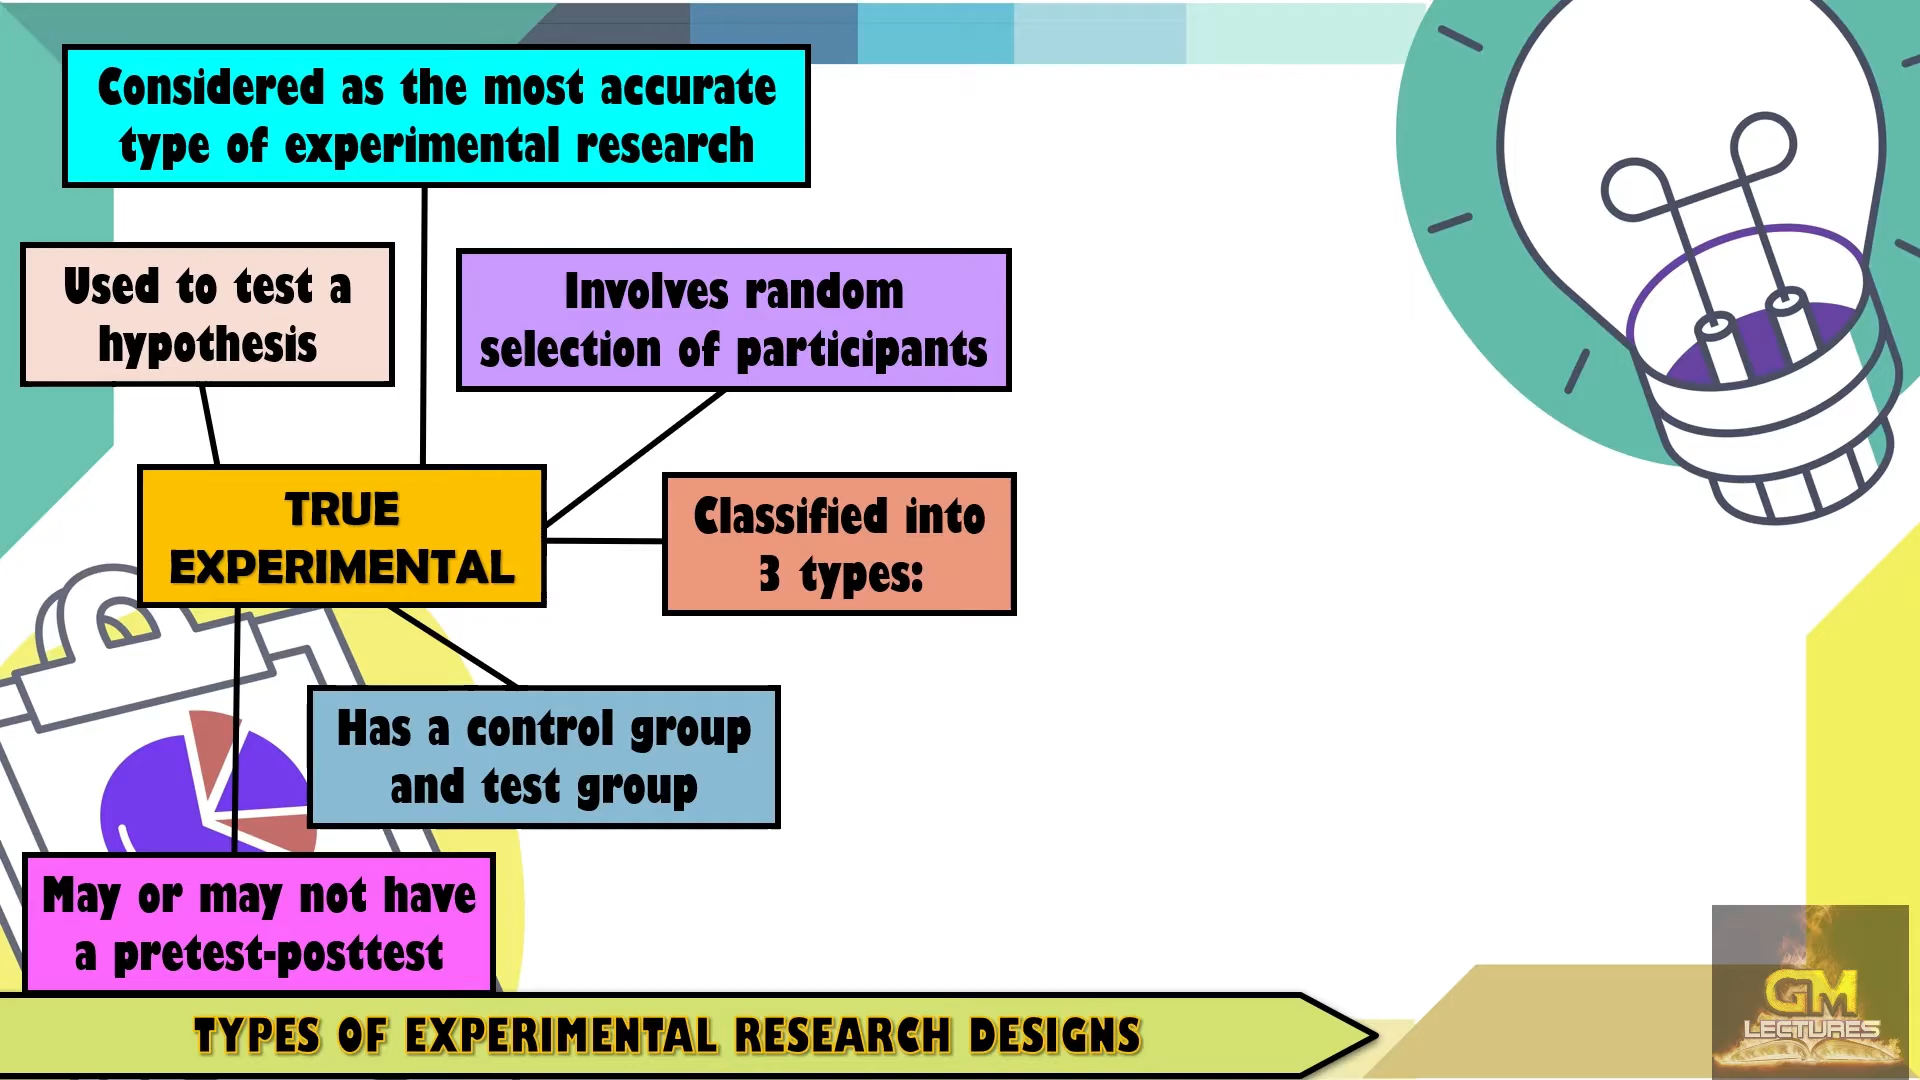 Considered as the most accurate
type of experimental research
Used to test a
hypothesis
Involves random
selection of participants
TRUE
EXPERIMENTAL
Classified into
3 types:
Has a control group
and test group
May or may not have
a pretest-posttest
TYPES OF EXPERIMENTAL RESEARCH DESIGNS
GM
LECTURES